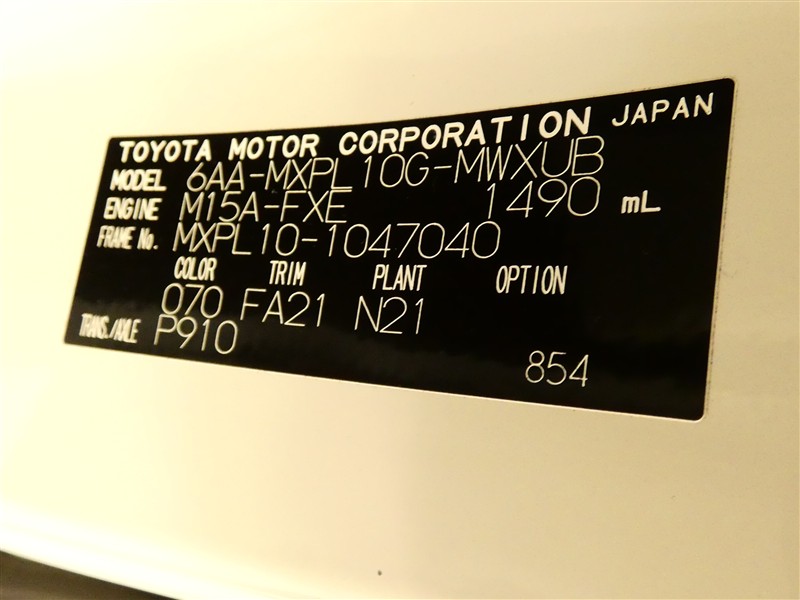 TOYOTA MOTOR CORPORATION JAPAN
MODEL 6AA-MXPL10G-MWXUB
ENGINE M15A-FXE 1490 mL
FRAME No. MXPL10-1047040
COLOR TRIM PLANT OPTION
070 FA21 N21
TRANS./AXLE P910
854